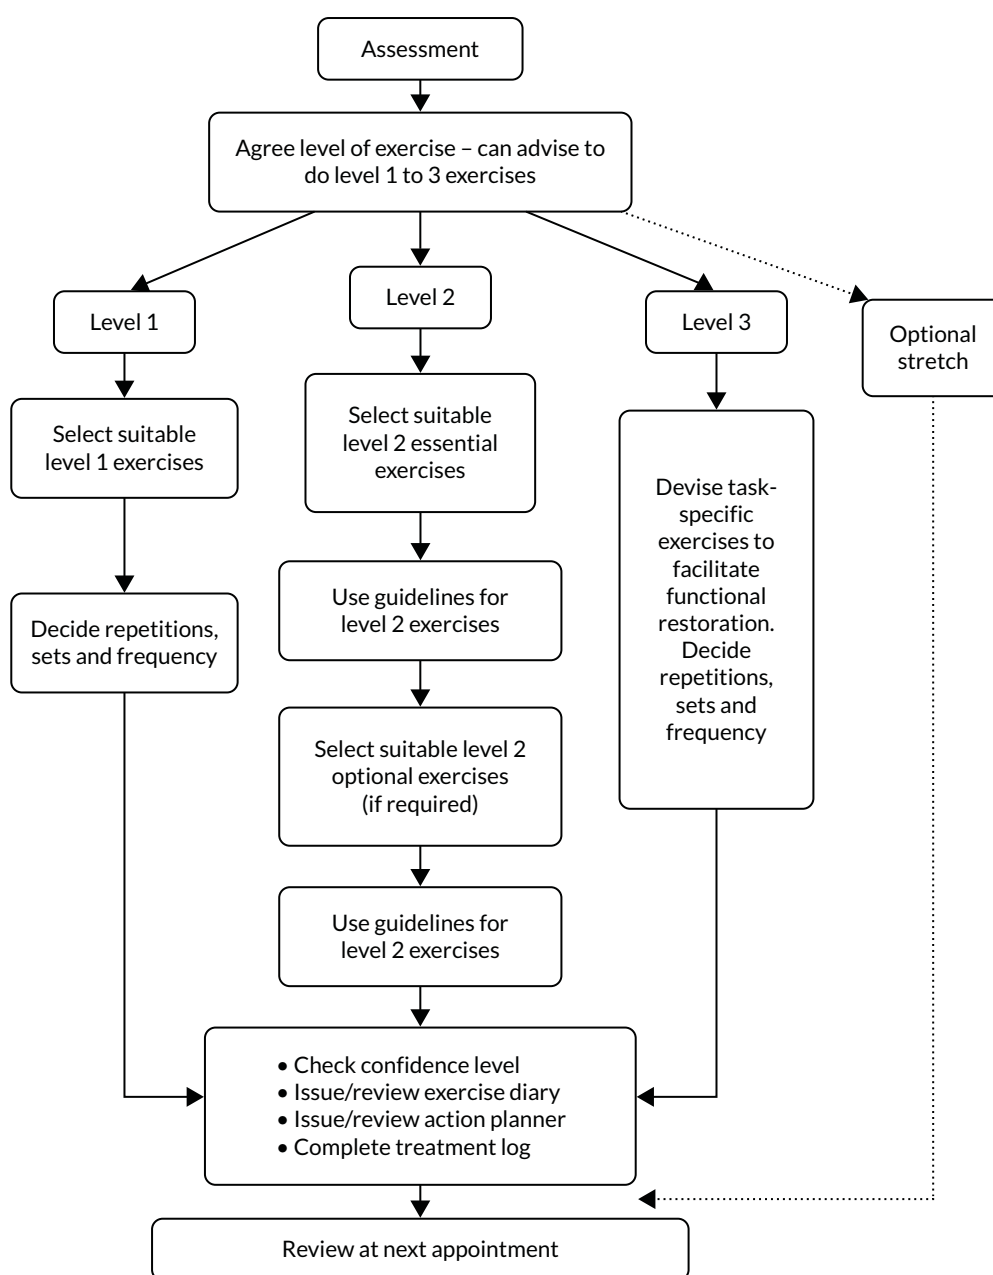 Assessment
Agree level of exercise – can advise to
do level 1 to 3 exercises
Level 1
Level 2
Level 3
Optional
stretch
Select suitable
level 1 exercises
Decide repetitions,
sets and frequency
Select suitable
level 2 essential
exercises
Use guidelines for
level 2 exercises
Select suitable level 2
optional exercises
(if required)
Use guidelines for
level 2 exercises
Devise task-
specific
exercises to
facilitate
functional
restoration.
Decide
repetitions,
sets and
frequency
• Check confidence level
• Issue/review exercise diary
• Issue/review action planner
• Complete treatment log
Review at next appointment